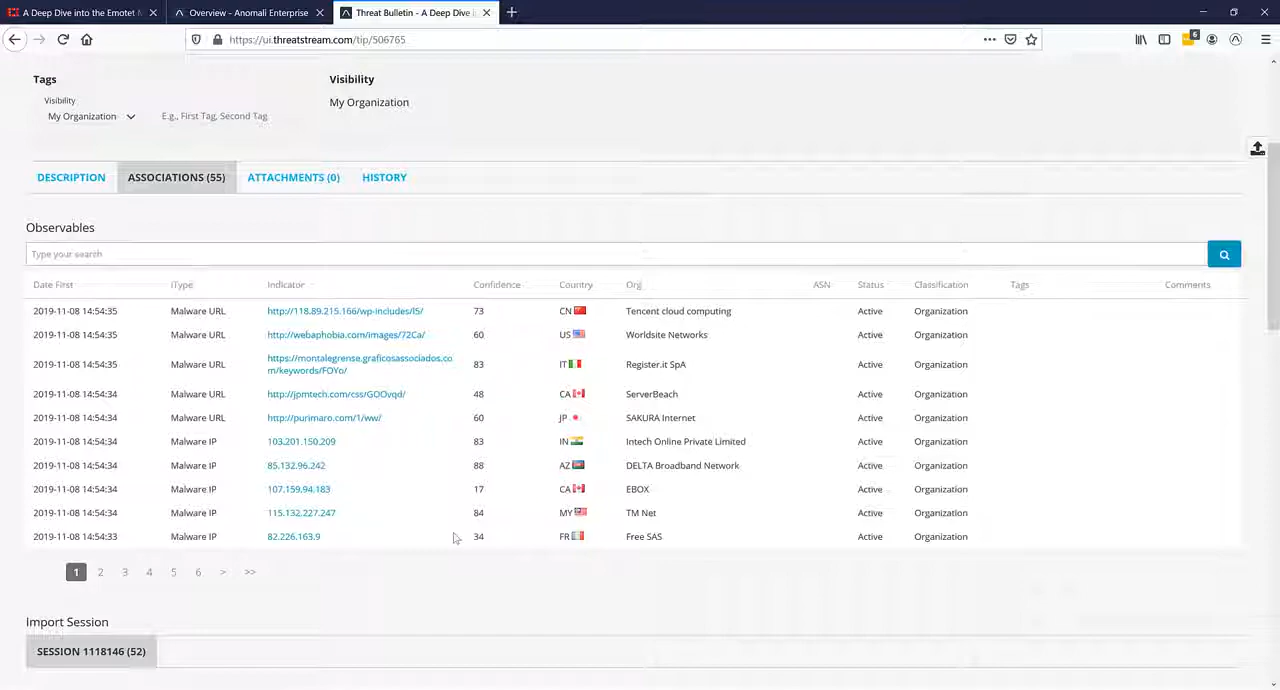 A Deep Dive into the Emotet M
Overview - Anomali Enterprise
Threat Bulletin - A Deep Dive i
https://ui.threatstream.com/tip/506765
6
Tags
Visibility
Visibility
My Organization
My Organization
E.g., First Tag, Second Tag
DESCRIPTION
ASSOCIATIONS (55)
ATTACHMENTS (0)
HISTORY
Observables
Type your search
Date First iType Indicator Confidence Country Org ASN Status Classification Tags Comments
2019-11-08 14:54:35 Malware URL http://118.89.215.166/wp-includes/l5/ 73 CN Tencent cloud computing Active Organization
2019-11-08 14:54:35 Malware URL http://webaphobia.com/images/72Ca/ 60 US Worldsite Networks Active Organization
2019-11-08 14:54:35 Malware URL https://montalegrense.graficosassociados.co
m/keywords/FOYo/ 83 IT Register.it SpA Active Organization
2019-11-08 14:54:34 Malware URL http://jpmtech.com/css/GOOvqd/ 48 CA ServerBeach Active Organization
2019-11-08 14:54:34 Malware URL http://purimaro.com/1/ww/ 60 JP SAKURA Internet Active Organization
2019-11-08 14:54:34 Malware IP 103.201.150.209 83 IN Intech Online Private Limited Active Organization
2019-11-08 14:54:34 Malware IP 85.132.96.242 88 AZ DELTA Broadband Network Active Organization
2019-11-08 14:54:34 Malware IP 107.159.94.183 17 CA EBOX Active Organization
2019-11-08 14:54:34 Malware IP 115.132.227.247 84 MY TM Net Active Organization
2019-11-08 14:54:33 Malware IP 82.226.163.9 34 FR Free SAS Active Organization
1 2 3 4 5 6 > >>
Import Session
SESSION 1118146 (52)